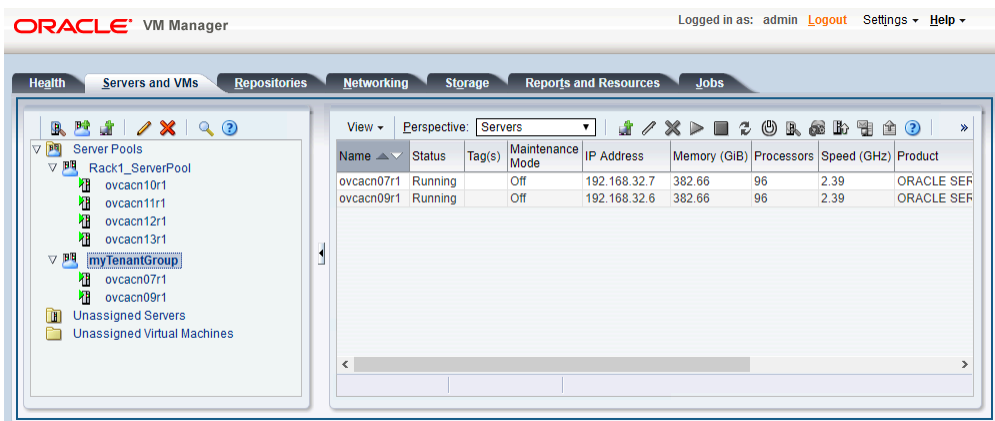 ORACLE® VM Manager
Logged in as: admin Logout Settings Help
Health Servers and VMs Repositories Networking Storage Reports and Resources Jobs
Server Pools
Rack1_ServerPool
ovcacn10r1
ovcacn11r1
ovcacn12r1
ovcacn13r1
myTenantGroup
ovcacn07r1
ovcacn09r1
Unassigned Servers
Unassigned Virtual Machines
View Perspective: Servers »
Name Status Tag(s) Maintenance Mode IP Address Memory (GiB) Processors Speed (GHz) Product
ovcacn07r1 Running Off 192.168.32.7 382.66 96 2.39 ORACLE SER
ovcacn09r1 Running Off 192.168.32.6 382.66 96 2.39 ORACLE SER